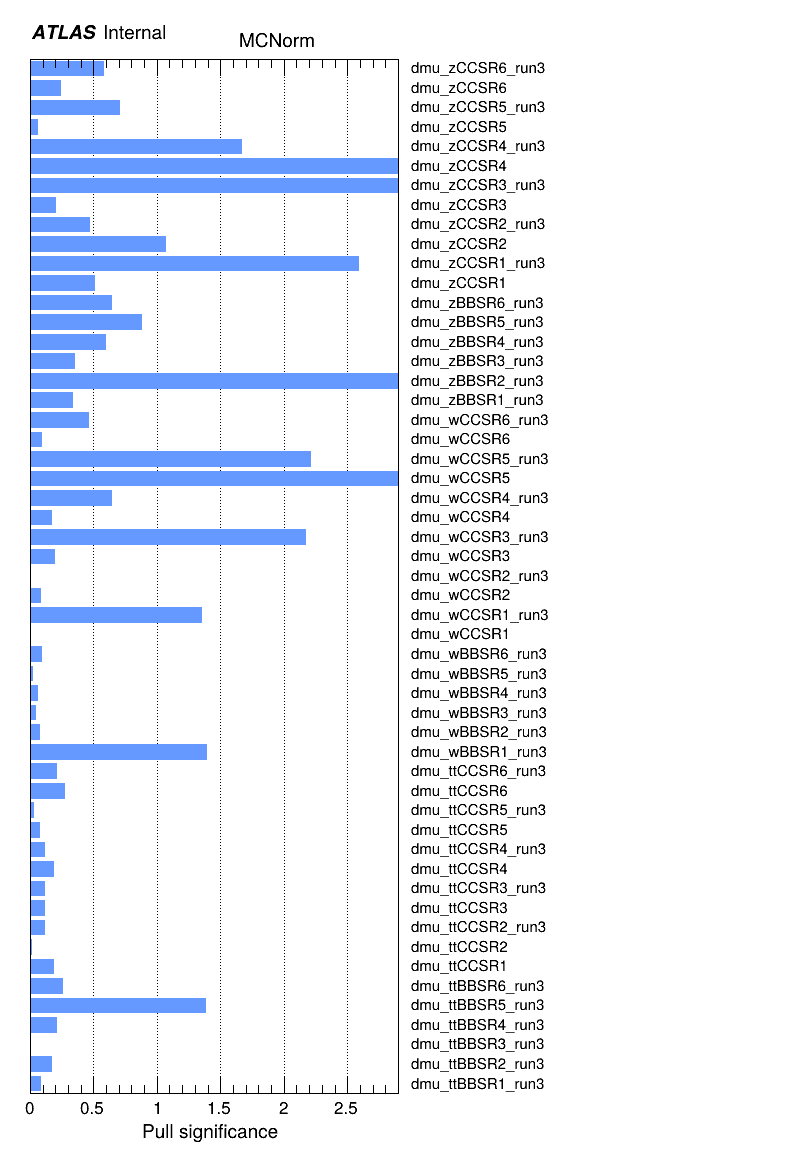 ATLAS Internal
MCNorm
dmu_zCCSR6_run3
dmu_zCCSR6
dmu_zCCSR5_run3
dmu_zCCSR5
dmu_zCCSR4_run3
dmu_zCCSR4
dmu_zCCSR3_run3
dmu_zCCSR3
dmu_zCCSR2_run3
dmu_zCCSR2
dmu_zCCSR1_run3
dmu_zCCSR1
dmu_zBBSR6_run3
dmu_zBBSR5_run3
dmu_zBBSR4_run3
dmu_zBBSR3_run3
dmu_zBBSR2_run3
dmu_zBBSR1_run3
dmu_wCCSR6_run3
dmu_wCCSR6
dmu_wCCSR5_run3
dmu_wCCSR5
dmu_wCCSR4_run3
dmu_wCCSR4
dmu_wCCSR3_run3
dmu_wCCSR3
dmu_wCCSR2_run3
dmu_wCCSR2
dmu_wCCSR1_run3
dmu_wCCSR1
dmu_wBBSR6_run3
dmu_wBBSR5_run3
dmu_wBBSR4_run3
dmu_wBBSR3_run3
dmu_wBBSR2_run3
dmu_wBBSR1_run3
dmu_ttCCSR6_run3
dmu_ttCCSR6
dmu_ttCCSR5_run3
dmu_ttCCSR5
dmu_ttCCSR4_run3
dmu_ttCCSR4
dmu_ttCCSR3_run3
dmu_ttCCSR3
dmu_ttCCSR2_run3
dmu_ttCCSR2
dmu_ttCCSR1
dmu_ttBBSR6_run3
dmu_ttBBSR5_run3
dmu_ttBBSR4_run3
dmu_ttBBSR3_run3
dmu_ttBBSR2_run3
dmu_ttBBSR1_run3
0 0.5 1 1.5 2 2.5
Pull significance